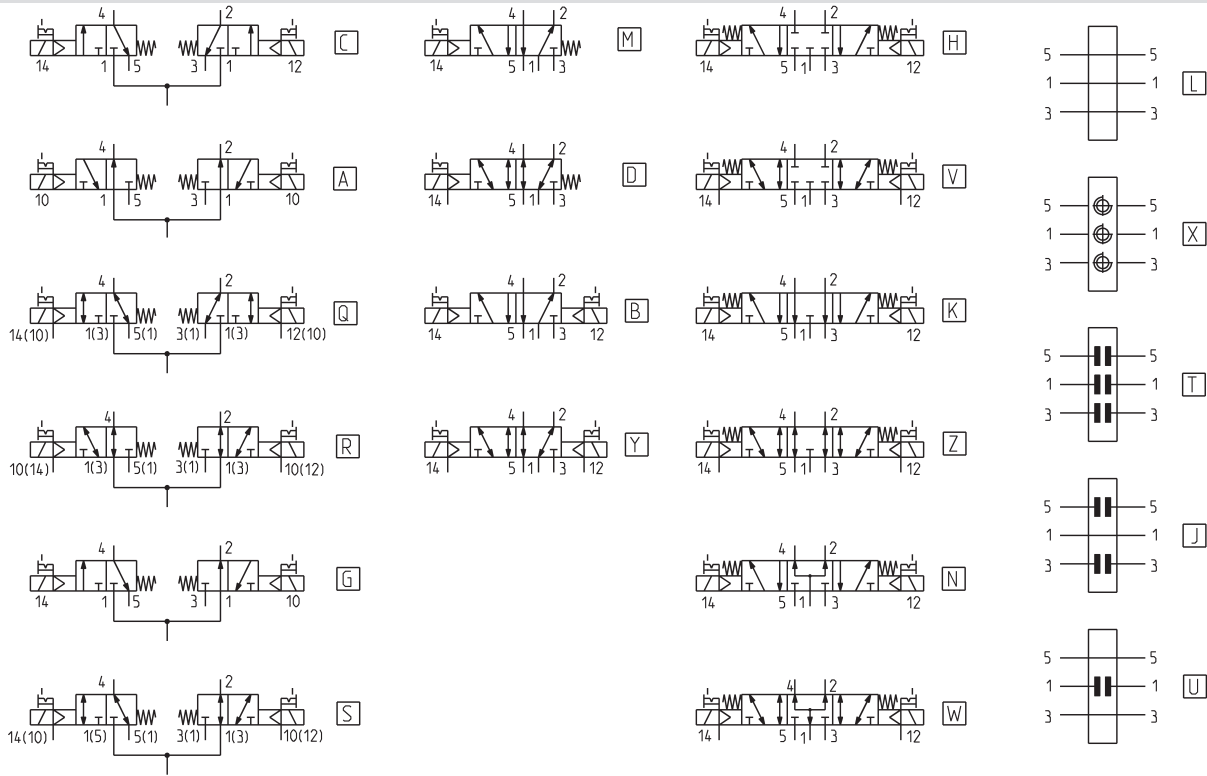 4 2 C
14 1 5 3 1 12
4 2 A
10 1 5 3 1 10
4 2 Q
14(10) 1(3) 5(1) 3(1) 1(3) 12(10)
4 2 R
10(14) 1(3) 5(1) 3(1) 1(3) 10(12)
4 2 G
14 1 5 3 1 10
4 2 S
14(10) 1(5) 5(1) 3(1) 1(3) 10(12)
4 2 M
14 5 1 3
4 2 D
14 5 1 3
4 2 B
14 5 1 3 12
4 2 Y
14 5 1 3 12
4 2 H
14 5 1 3 12
4 2 V
14 5 1 3 12
4 2 K
14 5 1 3 12
4 2 Z
14 5 1 3 12
4 2 N
14 5 1 3 12
4 2 W
14 5 1 3 12
5 5
1 1 L
3 3
5 5
1 1 X
3 3
5 5
1 1 T
3 3
5 5
1 1 J
3 3
5 5
1 1 U
3 3